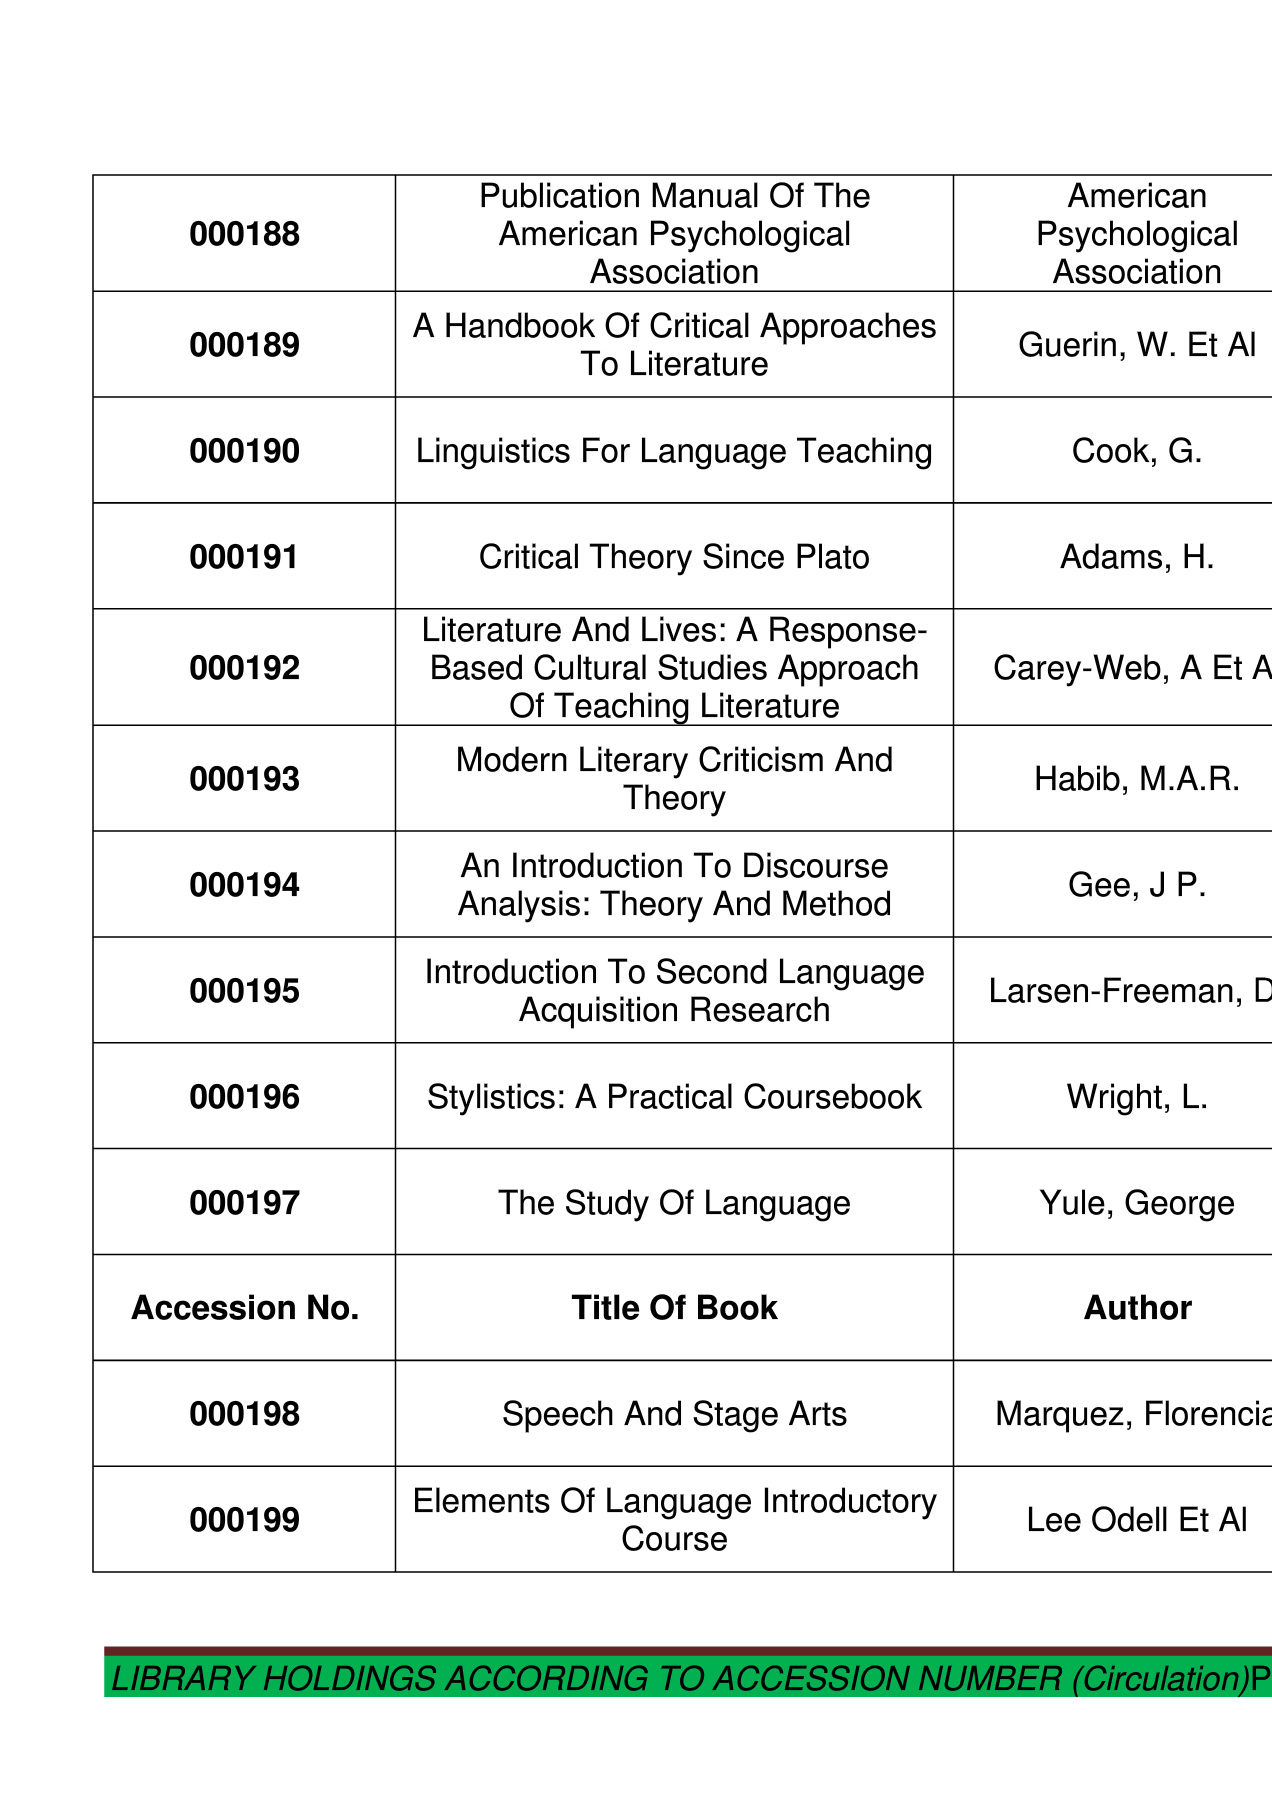 000188
Publication Manual Of The
American Psychological
Association
American
Psychological
Association
000189
A Handbook Of Critical Approaches
To Literature
Guerin, W. Et Al
000190
Linguistics For Language Teaching
Cook, G.
000191
Critical Theory Since Plato
Adams, H.
000192
Literature And Lives: A Response-
Based Cultural Studies Approach
Of Teaching Literature
Carey-Web, A Et A
000193
Modern Literary Criticism And
Theory
Habib, M.A.R.
000194
An Introduction To Discourse
Analysis: Theory And Method
Gee, J P.
000195
Introduction To Second Language
Acquisition Research
Larsen-Freeman, D
000196
Stylistics: A Practical Coursebook
Wright, L.
000197
The Study Of Language
Yule, George
Accession No.
Title Of Book
Author
000198
Speech And Stage Arts
Marquez, Florencia
000199
Elements Of Language Introductory
Course
Lee Odell Et Al
LIBRARY HOLDINGS ACCORDING TO ACCESSION NUMBER (Circulation)P